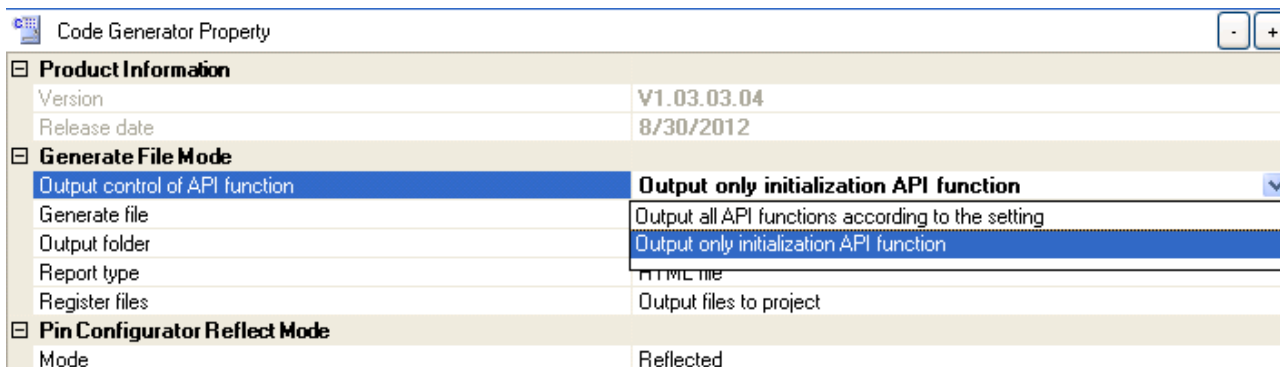 Code Generator Property
- +
Product Information
Version V1.03.03.04
Release date 8/30/2012
Generate File Mode
Output control of API function Output only initialization API function
Generate file Output all API functions according to the setting
Output folder Output only initialization API function
Report type HTML file
Register files Output files to project
Pin Configurator Reflect Mode
Mode Reflected